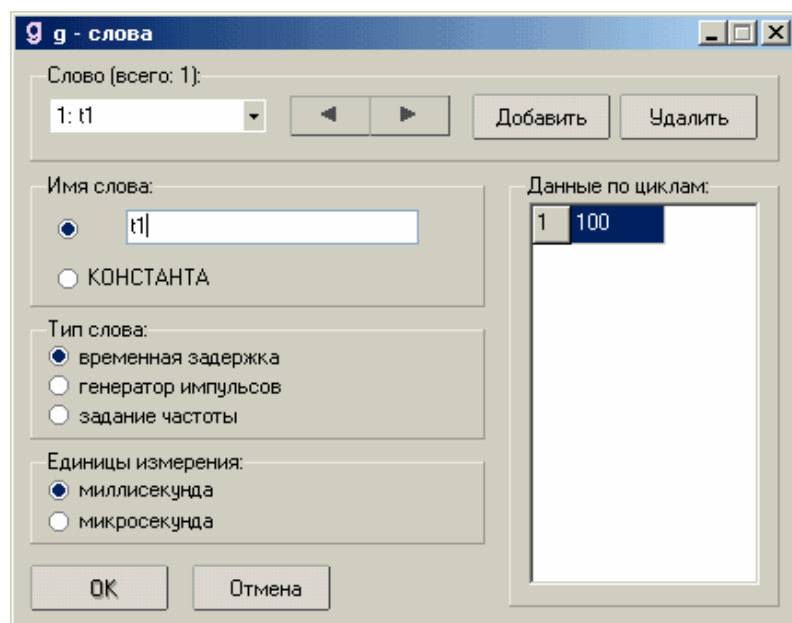 g g - слова
Слово (всего: 1):
1: t1
Добавить
Удалить
Имя слова:
t1
КОНСТАНТА
Данные по циклам:
1 100
Тип слова:
временная задержка
генератор импульсов
задание частоты
Единицы измерения:
миллисекунда
микросекунда
OK
Отмена